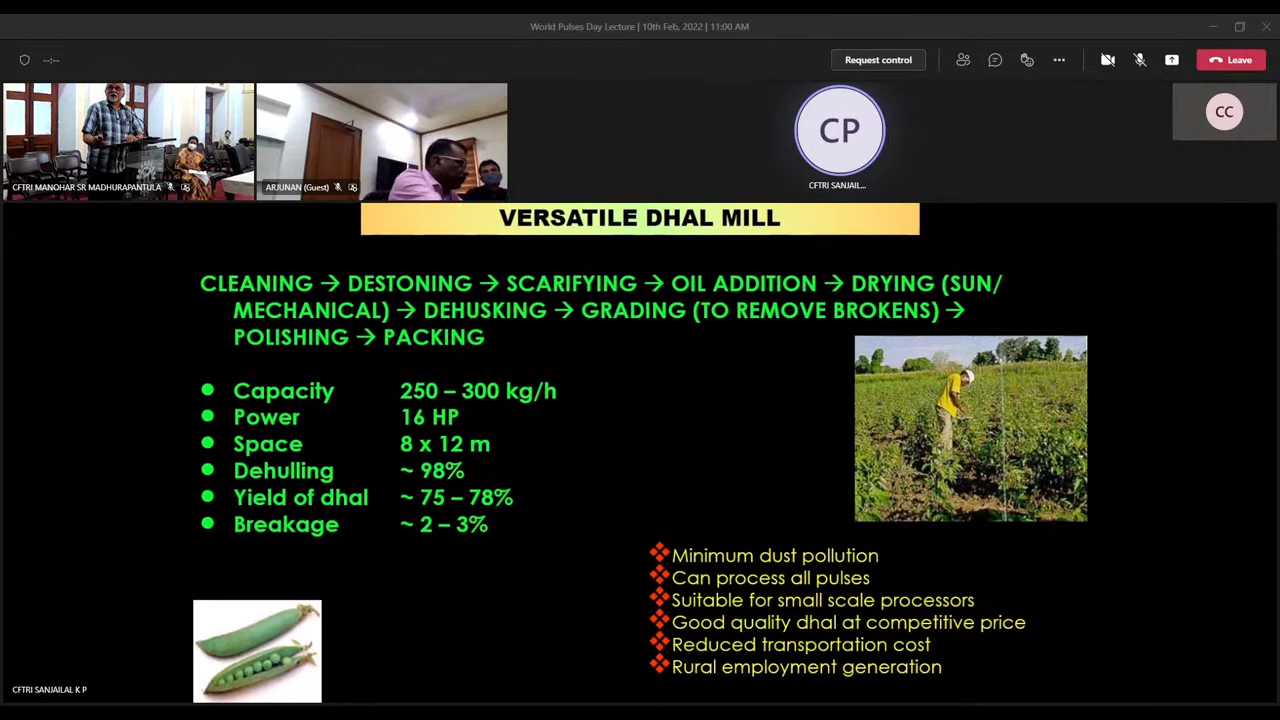 World Pulses Day Lecture | 10th Feb, 2022 | 11:00 AM
--:--
Request control
Leave
CP
CC
CFTRI MANOHAR SR MADHURAPANTULA
ARJUNAN (Guest)
CFTRI SANJAIL...
VERSATILE DHAL MILL
CLEANING → DESTONING → SCARIFYING → OIL ADDITION → DRYING (SUN/
MECHANICAL) → DEHUSKING → GRADING (TO REMOVE BROKENS) →
POLISHING → PACKING
● Capacity 250 – 300 kg/h
● Power 16 HP
● Space 8 x 12 m
● Dehulling ~ 98%
● Yield of dhal ~ 75 – 78%
● Breakage ~ 2 – 3%
❖Minimum dust pollution
❖Can process all pulses
❖Suitable for small scale processors
❖Good quality dhal at competitive price
❖Reduced transportation cost
❖Rural employment generation
CFTRI SANJAILAL K P